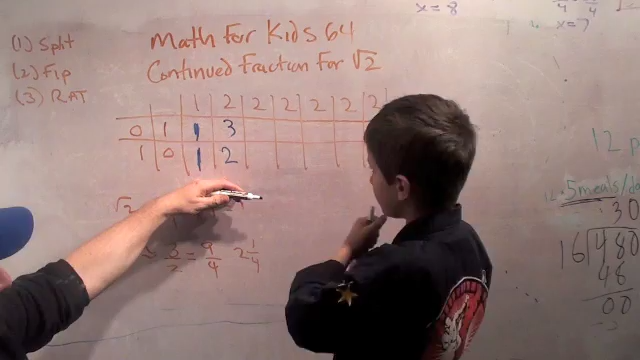 (1) Split
(2) Flip
(3) RAT
Math for Kids 64
Continued Fraction for √2
1 2 2 2 2 2 2
0 1 1 3
1 0 1 2
√2
9/4 2 1/4
x = 8
x = 7
12
5 meals/d
30
16 480
48
00